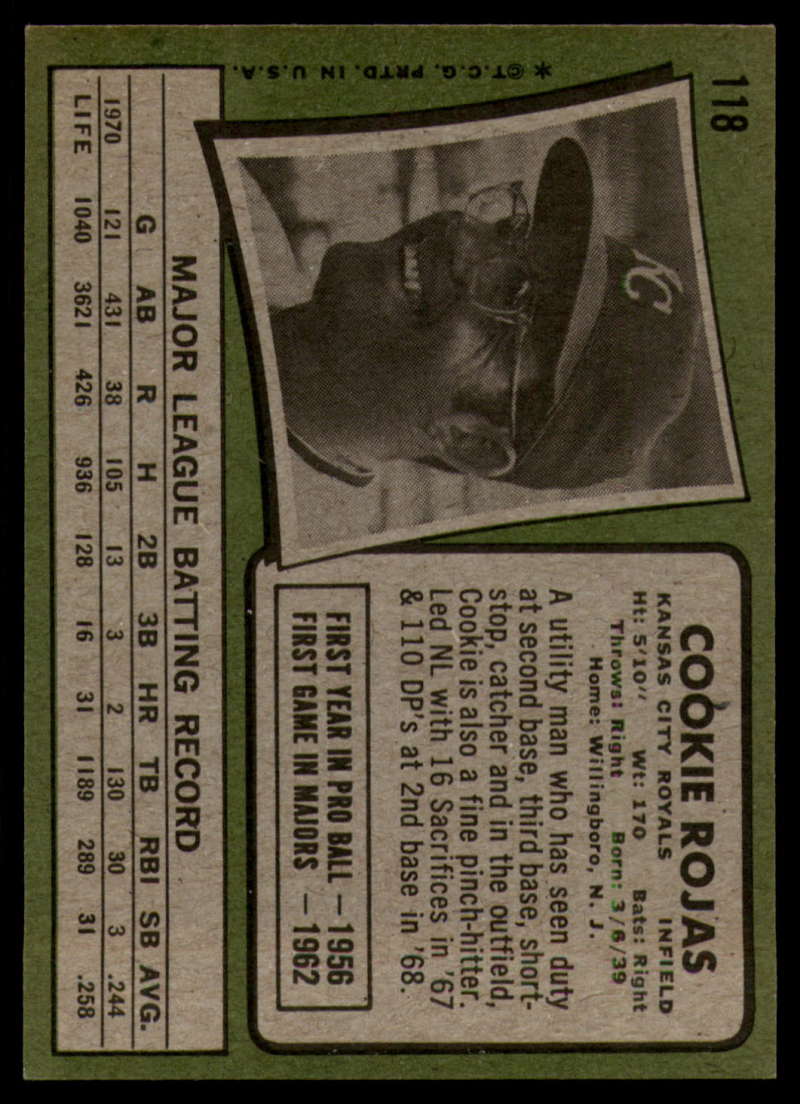 118
*©T.C.G. PRTD. IN U.S.A.
KC
COOKIE ROJAS
KANSAS CITY ROYALS INFIELD
Ht: 5'10" Wt: 170 Bats: Right
Throws: Right Born: 3/6/39
Home: Willingboro, N. J.
A utility man who has seen duty
at second base, third base, short-
stop, catcher and in the outfield,
Cookie is also a fine pinch-hitter.
Led NL with 16 Sacrifices in '67
& 110 DP's at 2nd base in '68.
FIRST YEAR IN PRO BALL — 1956
FIRST GAME IN MAJORS — 1962
MAJOR LEAGUE BATTING RECORD
G AB R H 2B 3B HR TB RBI SB AVG.
1970 121 431 38 105 13 3 2 130 30 3 .244
LIFE 1040 3621 426 936 128 16 31 1189 289 31 .258